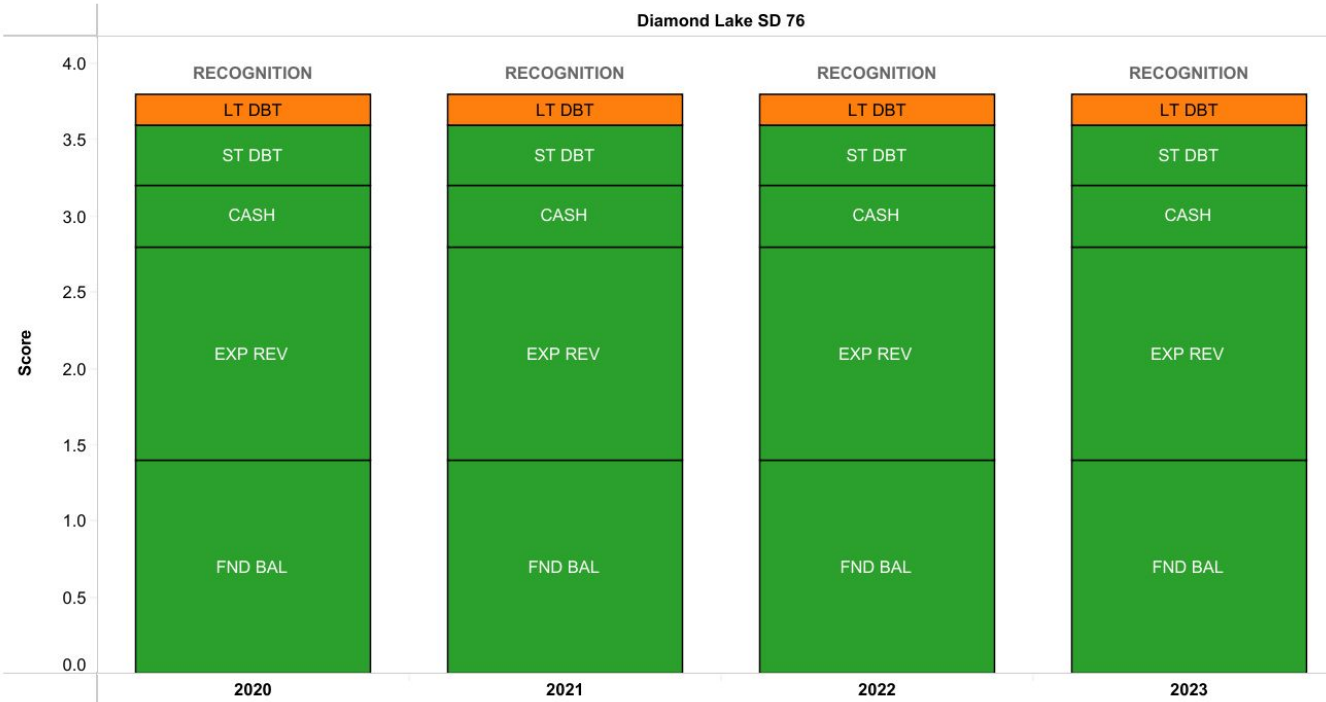 Diamond Lake SD 76
4.0
RECOGNITION RECOGNITION RECOGNITION RECOGNITION
LT DBT LT DBT LT DBT LT DBT
3.5
ST DBT ST DBT ST DBT ST DBT
3.0
CASH CASH CASH CASH
2.5
Score
EXP REV EXP REV EXP REV EXP REV
2.0
1.5
1.0
FND BAL FND BAL FND BAL FND BAL
0.5
0.0
2020 2021 2022 2023